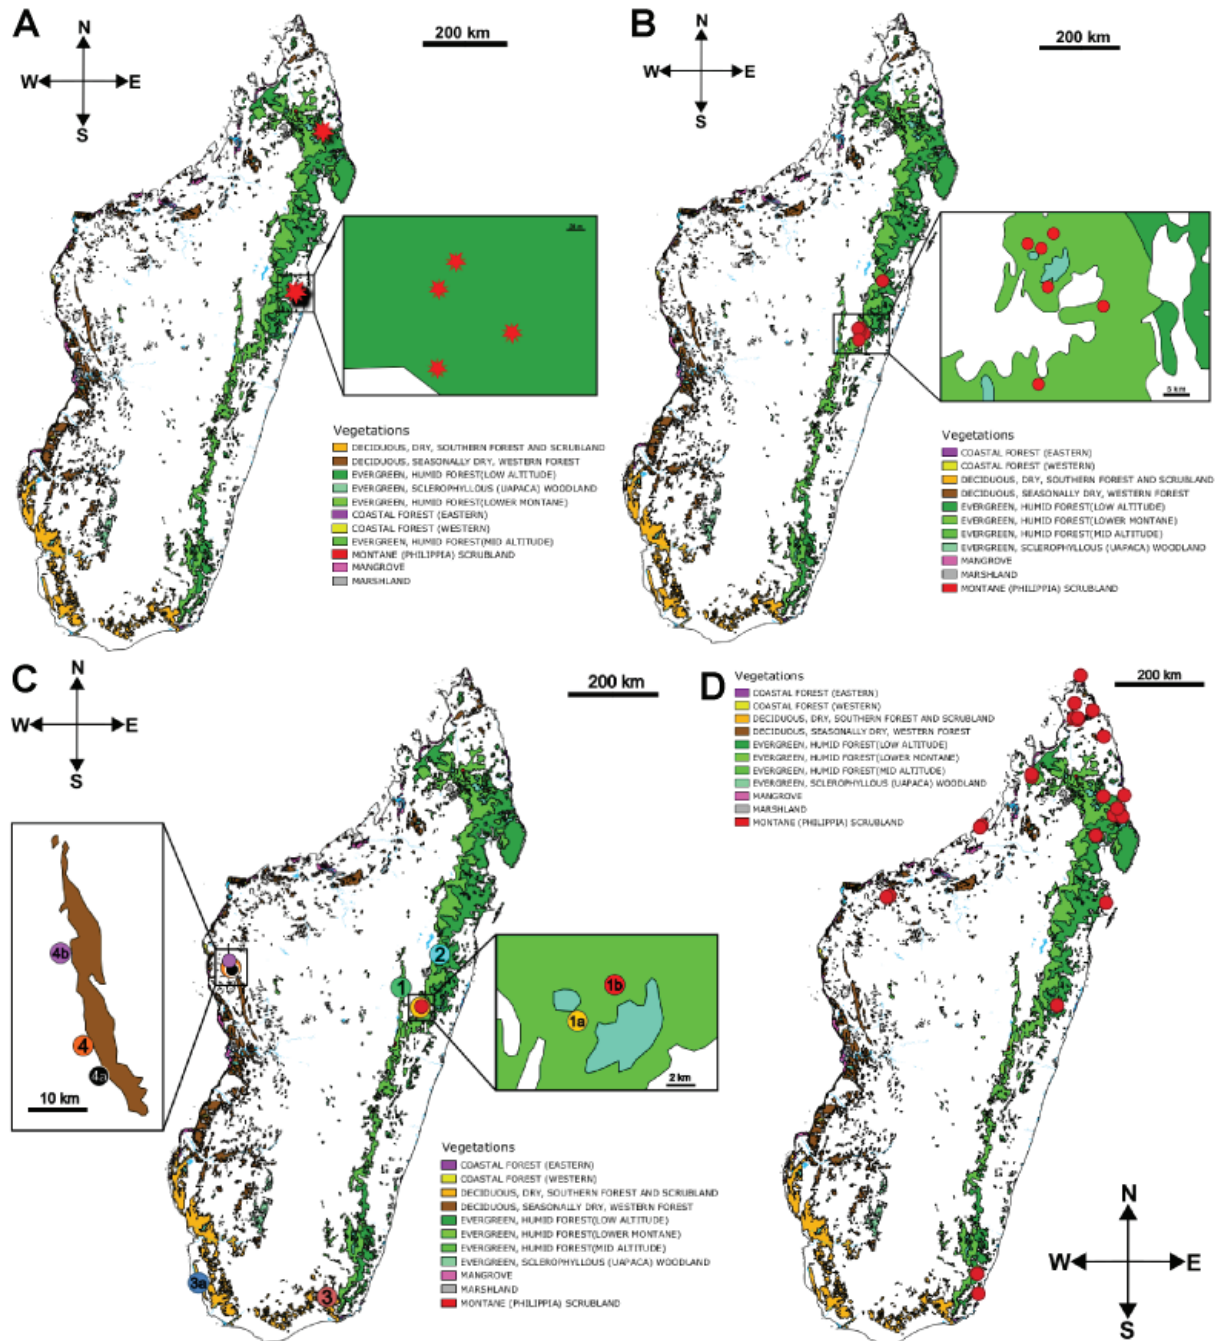 A
N
W E
S
200 km
20 m
Vegetations
DECIDUOUS, DRY, SOUTHERN FOREST AND SCRUBLAND
DECIDUOUS, SEASONALLY DRY, WESTERN FOREST
EVERGREEN, HUMID FOREST(LOW ALTITUDE)
EVERGREEN, SCLEROPHYLLOUS (UAPACA) WOODLAND
EVERGREEN, HUMID FOREST(LOWER MONTANE)
COASTAL FOREST (EASTERN)
COASTAL FOREST (WESTERN)
EVERGREEN, HUMID FOREST(MID ALTITUDE)
MONTANE (PHILIPPIA) SCRUBLAND
MANGROVE
MARSHLAND
B
N
W E
S
200 km
5 km
Vegetations
COASTAL FOREST (EASTERN)
COASTAL FOREST (WESTERN)
DECIDUOUS, DRY, SOUTHERN FOREST AND SCRUBLAND
DECIDUOUS, SEASONALLY DRY, WESTERN FOREST
EVERGREEN, HUMID FOREST(LOW ALTITUDE)
EVERGREEN, HUMID FOREST(LOWER MONTANE)
EVERGREEN, HUMID FOREST(MID ALTITUDE)
EVERGREEN, SCLEROPHYLLOUS (UAPACA) WOODLAND
MANGROVE
MARSHLAND
MONTANE (PHILIPPIA) SCRUBLAND
C
N
W E
S
200 km
4b
4
4a
10 km
2
1
1b
1a
2 km
3a
3
Vegetations
COASTAL FOREST (EASTERN)
COASTAL FOREST (WESTERN)
DECIDUOUS, DRY, SOUTHERN FOREST AND SCRUBLAND
DECIDUOUS, SEASONALLY DRY, WESTERN FOREST
EVERGREEN, HUMID FOREST(LOW ALTITUDE)
EVERGREEN, HUMID FOREST(LOWER MONTANE)
EVERGREEN, HUMID FOREST(MID ALTITUDE)
EVERGREEN, SCLEROPHYLLOUS (UAPACA) WOODLAND
MANGROVE
MARSHLAND
MONTANE (PHILIPPIA) SCRUBLAND
D
Vegetations
COASTAL FOREST (EASTERN)
COASTAL FOREST (WESTERN)
DECIDUOUS, DRY, SOUTHERN FOREST AND SCRUBLAND
DECIDUOUS, SEASONALLY DRY, WESTERN FOREST
EVERGREEN, HUMID FOREST(LOW ALTITUDE)
EVERGREEN, HUMID FOREST(LOWER MONTANE)
EVERGREEN, HUMID FOREST(MID ALTITUDE)
EVERGREEN, SCLEROPHYLLOUS (UAPACA) WOODLAND
MANGROVE
MARSHLAND
MONTANE (PHILIPPIA) SCRUBLAND
200 km
N
W E
S